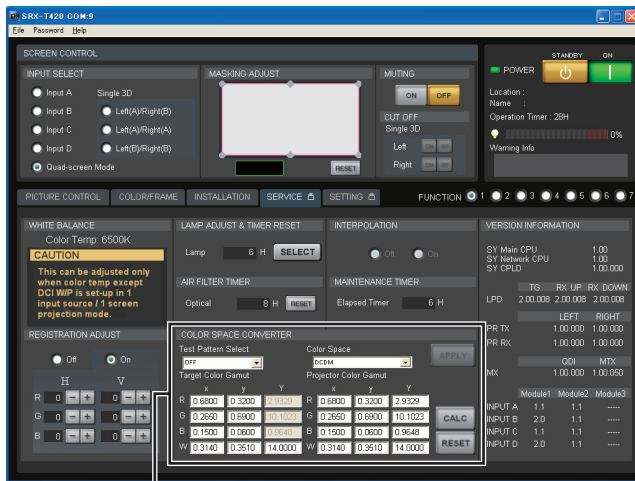 SRX-T420 COM:9
File Password Help
SCREEN CONTROL
INPUT SELECT
Input A Single 3D
Input B Left(A)/Right(B)
Input C Left(A)/Right(A)
Input D Left(B)/Right(B)
Quad-screen Mode
MASKING ADJUST
RESET
MUTING
ON OFF
CUT OFF
Single 3D
Left ON OFF
Right ON OFF
STANDBY ON
POWER
Location :
Name :
Operation Timer : 28H
0%
Warning Info
PICTURE CONTROL COLOR/FRAME INSTALLATION SERVICE SETTING FUNCTION 1 2 3 4 5 6 7
WHITE BALANCE
Color Temp: 6500K
CAUTION
This can be adjusted only
when color temp except
DCI W/P is set-up in 1
input source / 1 screen
projection mode.
LAMP ADJUST & TIMER RESET
Lamp 6 H SELECT
AIR FILTER TIMER
Optical 8 H RESET
INTERPOLATION
Off On
MAINTENANCE TIMER
Elapsed Timer 6 H
VERSION INFORMATION
SY Main CPU 1.00
SY Network CPU 1.00
SY CPLD 1.00.000
TG RX UP RX DOWN
LPD 2.00.008 2.00.008 2.00.008
LEFT RIGHT
PR TX 1.00.000 1.00.000
PR RX 1.00.000 1.00.000
QDI MTX
MX 1.00.000 1.00.050
Module1 Module2 Module3
INPUT A 1.1 1.1 -----
INPUT B 2.0 1.1 -----
INPUT C 1.1 1.1 -----
INPUT D 2.0 1.1 -----
REGISTRATION ADJUST
Off On
H V
R 0 - + 0 - +
G 0 - + 0 - +
B 0 - + 0 - +
COLOR SPACE CONVERTER
Test Pattern Select Color Space
OFF DCDM APPLY
Target Color Gamut Projector Color Gamut
x y Y x y Y
R 0.6800 0.3200 2.9329 R 0.6800 0.3200 2.9329
G 0.2650 0.6900 10.1023 G 0.2650 0.6900 10.1023
B 0.1500 0.0600 0.9648 B 0.1500 0.0600 0.9648
W 0.3140 0.3510 14.0000 W 0.3140 0.3510 14.0000
CALC
RESET